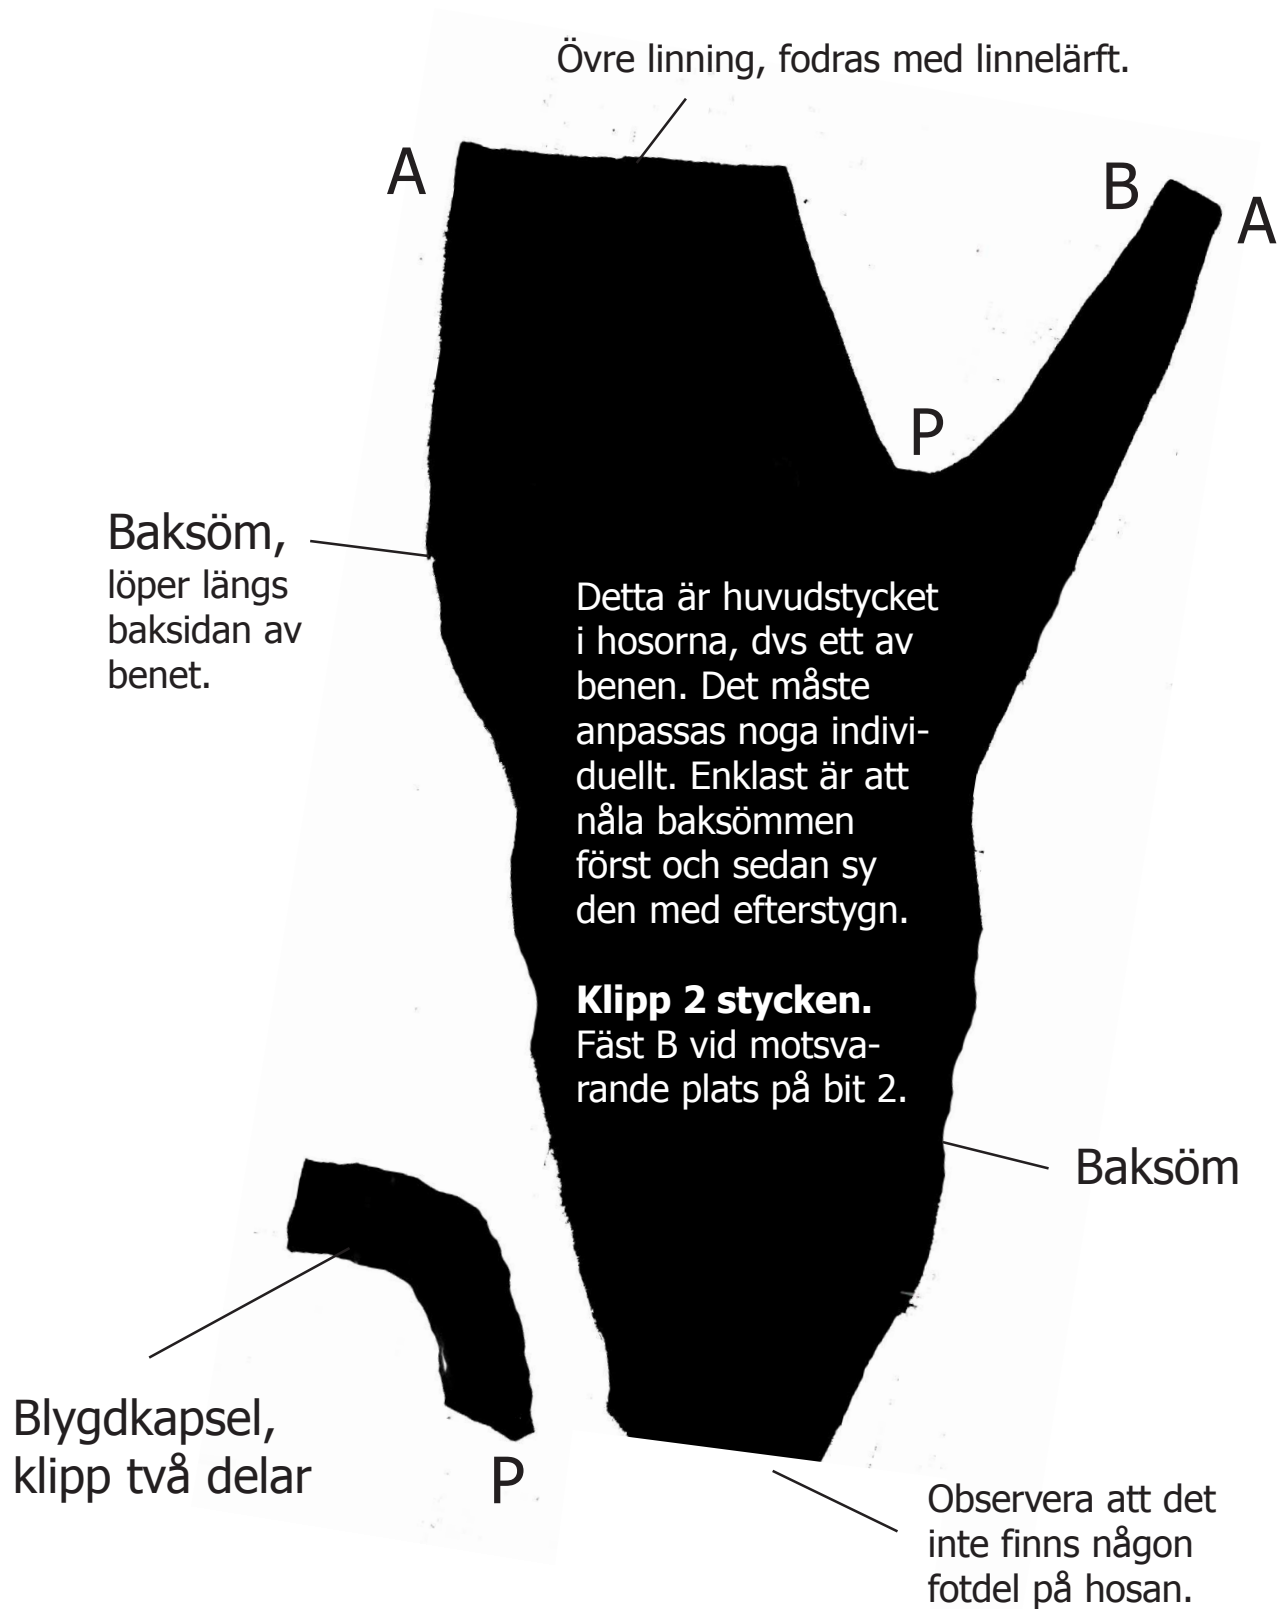 Övre linning, fodras med linnelärft.
A
B
A
P
Baksöm,
löper längs
baksidan av
benet.
Detta är huvudstycket
i hosorna, dvs ett av
benen. Det måste
anpassas noga indivi-
duellt. Enklast är att
nåla baksömmen
först och sedan sy
den med efterstygn.
Klipp 2 stycken.
Fäst B vid motsva-
rande plats på bit 2.
Baksöm
Blygdkapsel,
klipp två delar
P
Observera att det
inte finns någon
fotdel på hosan.